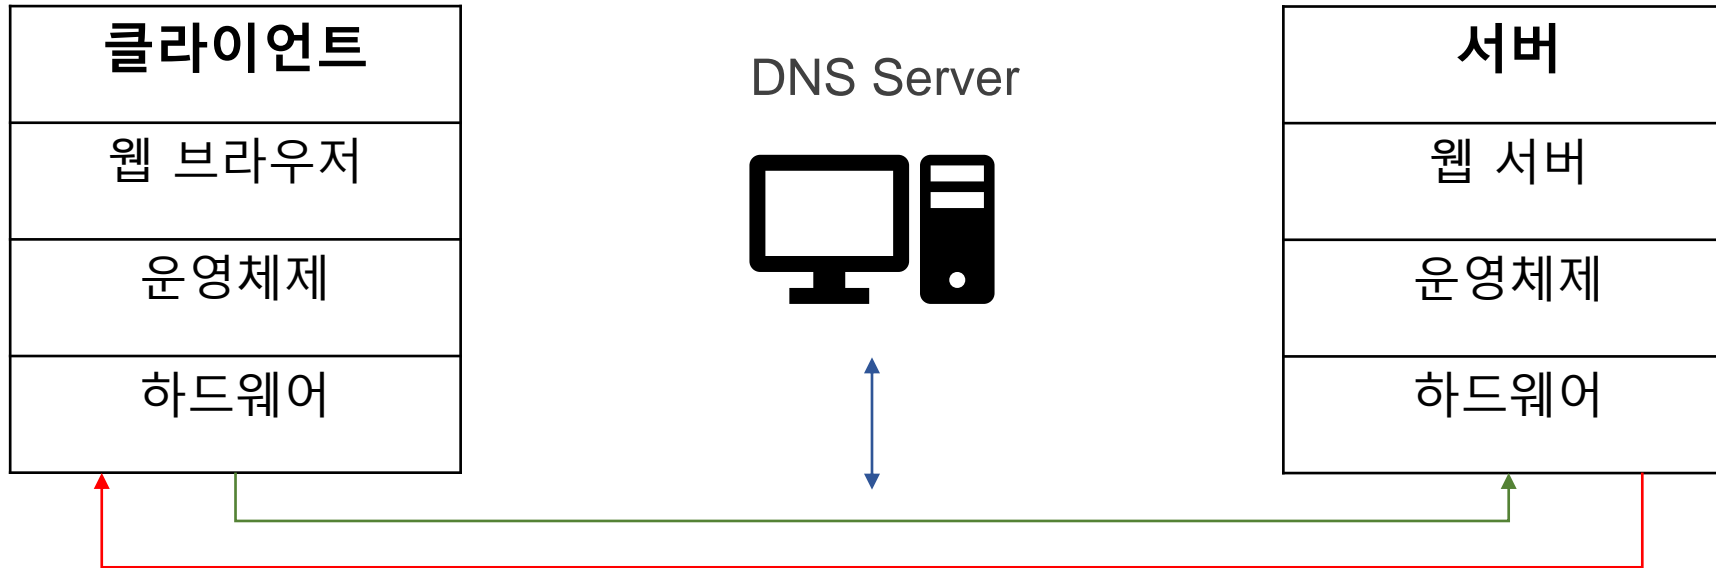 클라이언트
웹 브라우저
운영체제
하드웨어
DNS Server
서버
웹 서버
운영체제
하드웨어